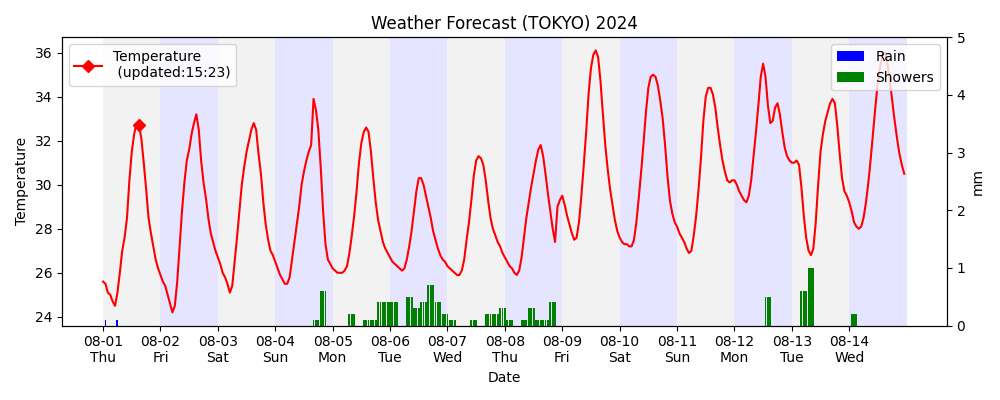 Weather Forecast (TOKYO) 2024
Temperature
(updated:15:23)
Rain
Showers
Temperature
36
34
32
30
28
26
24
5
4
3
2
1
0
mm
08-01 08-02 08-03 08-04 08-05 08-06 08-07 08-08 08-09 08-10 08-11 08-12 08-13 08-14
Thu Fri Sat Sun Mon Tue Wed Thu Fri Sat Sun Mon Tue Wed
Date